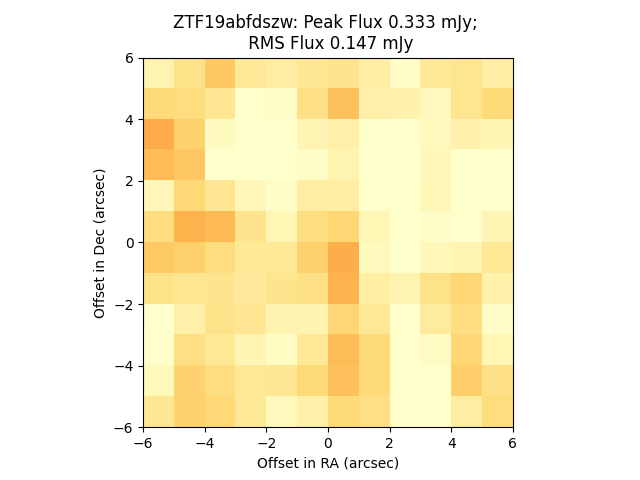 ZTF19abfdszw: Peak Flux 0.333 mJy;
RMS Flux 0.147 mJy
6
4
2
0
−2
−4
−6
Offset in Dec (arcsec)
−6 −4 −2 0 2 4 6
Offset in RA (arcsec)